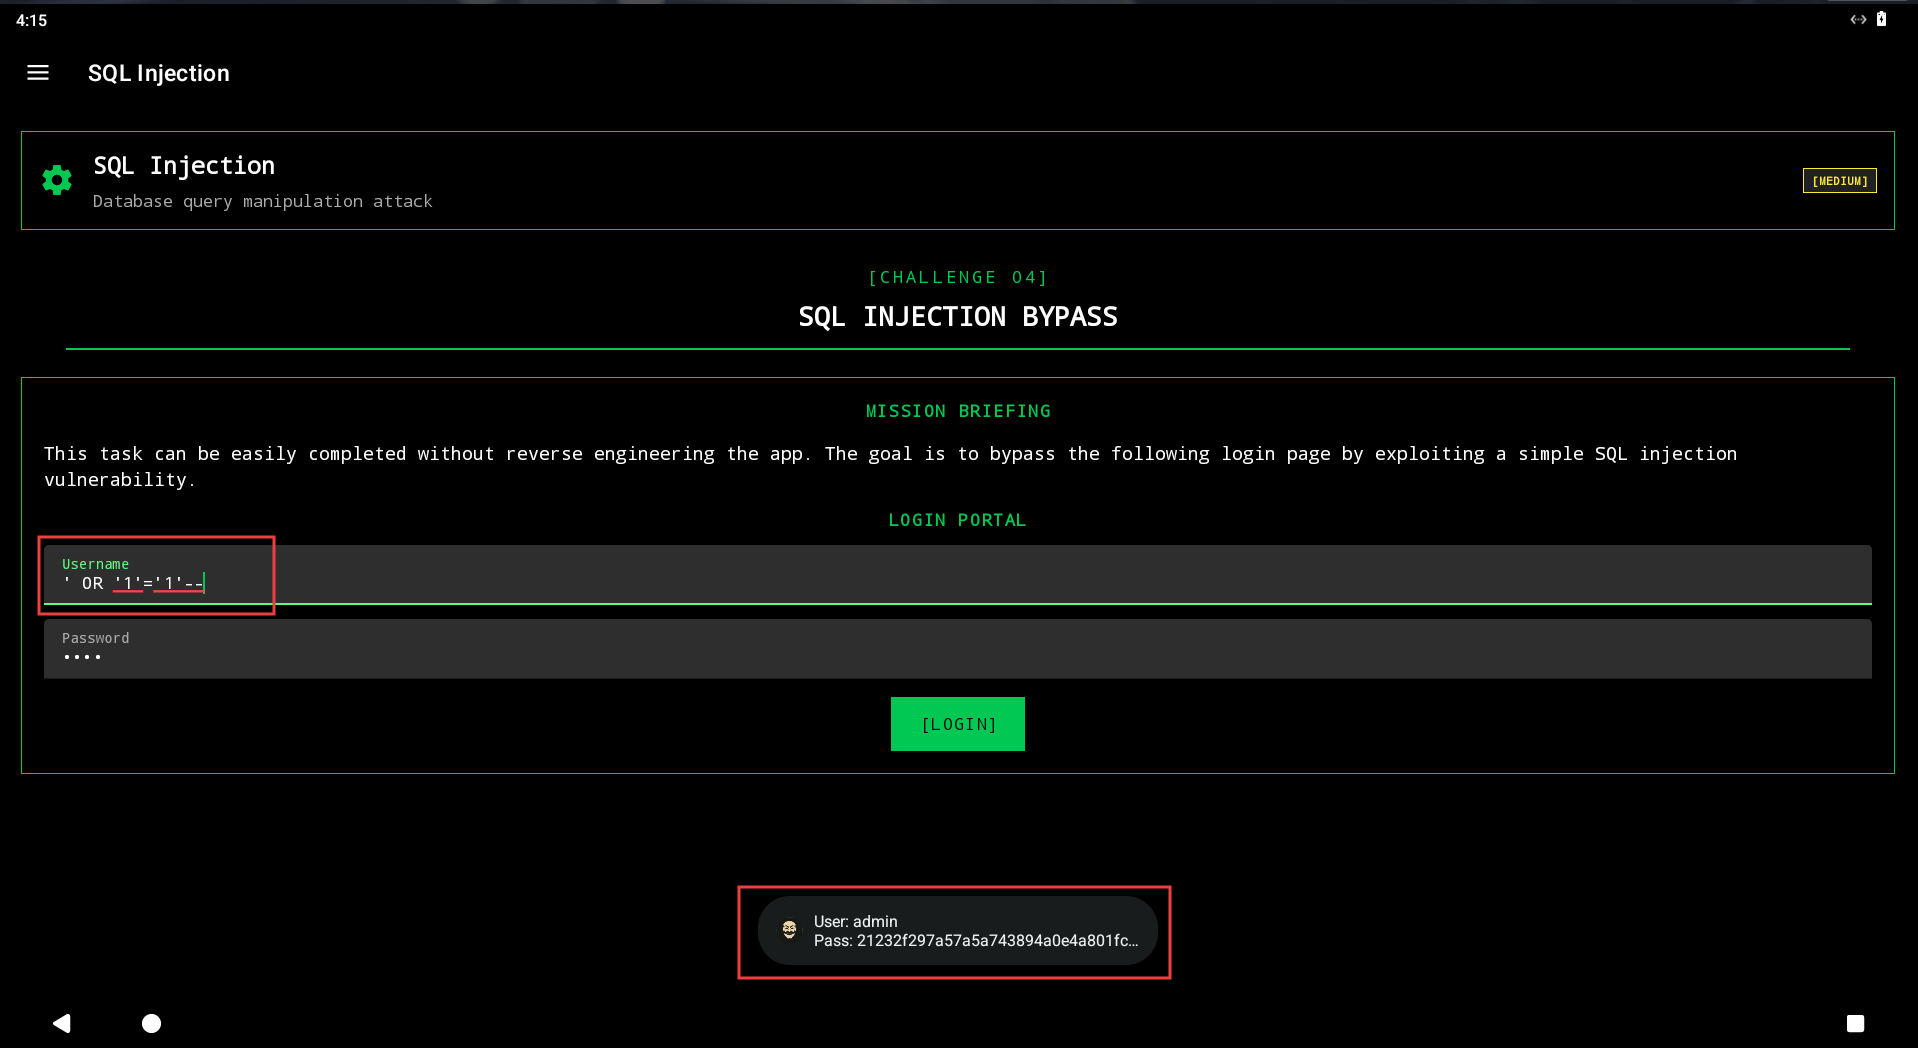 4:15
SQL Injection
SQL Injection
Database query manipulation attack
[MEDIUM]
[CHALLENGE 04]
SQL INJECTION BYPASS
MISSION BRIEFING
This task can be easily completed without reverse engineering the app. The goal is to bypass the following login page by exploiting a simple SQL injection
vulnerability.
LOGIN PORTAL
Username
' OR '1'='1'--
Password
••••
[LOGIN]
User: admin
Pass: 21232f297a57a5a743894a0e4a801fc…